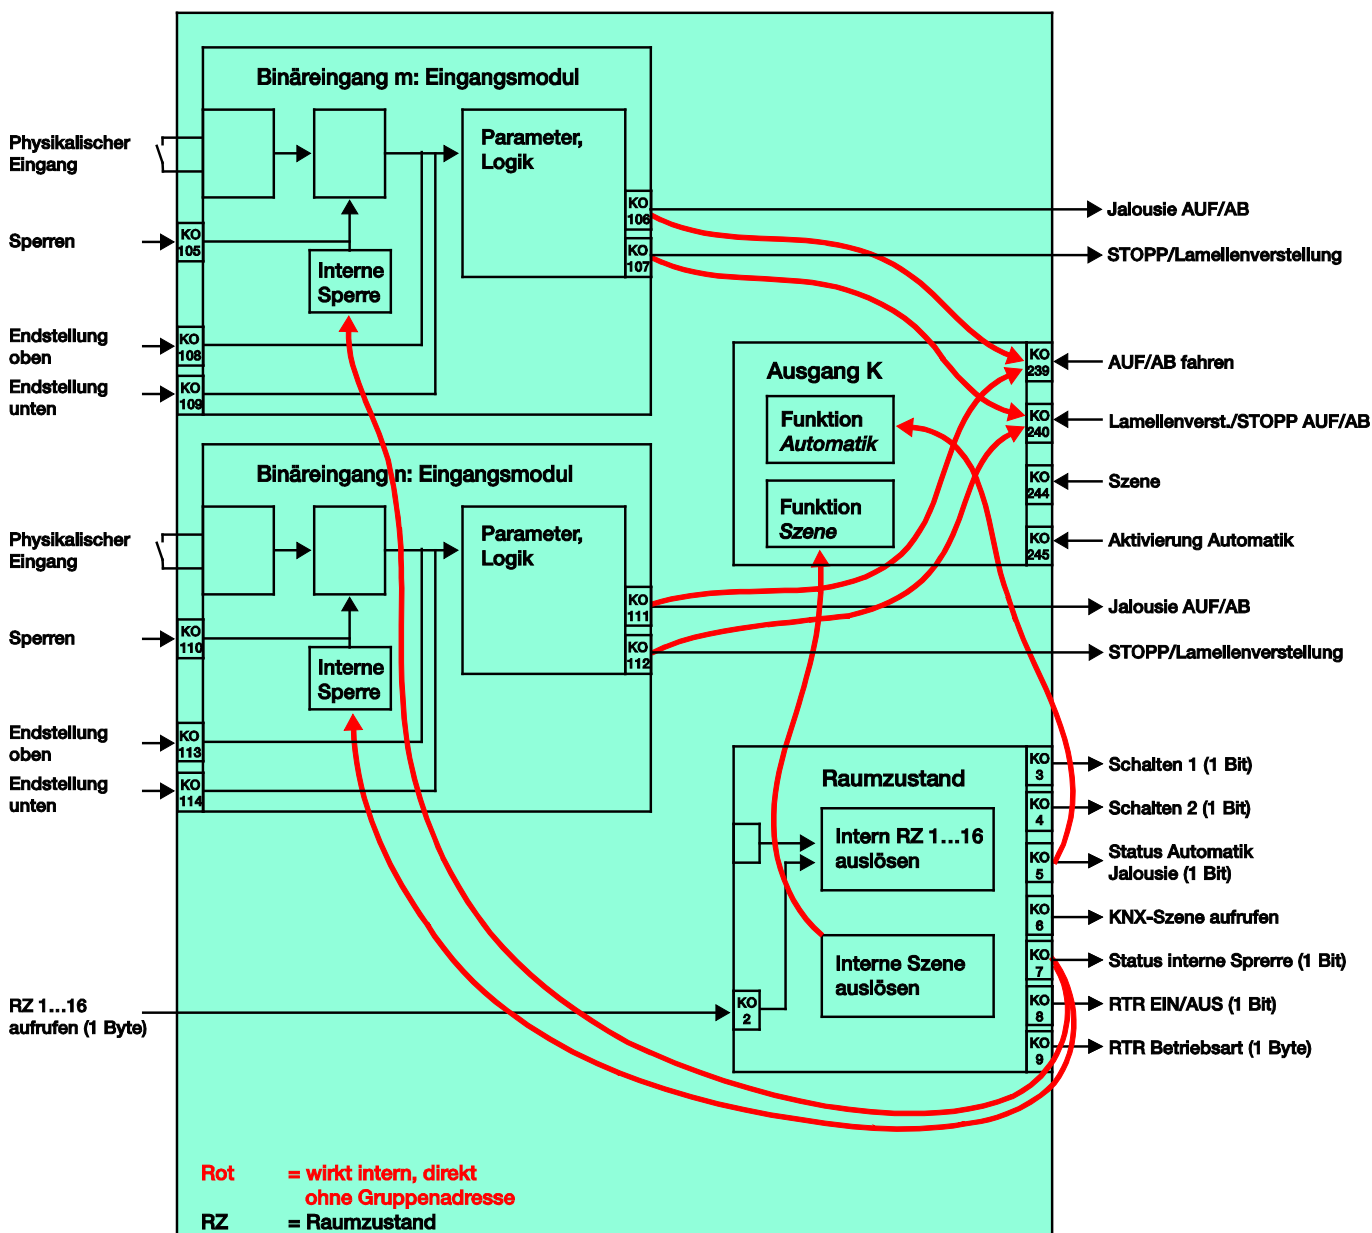 Binäreingang m: Eingangsmodul
Physikalischer
Eingang
Parameter,
Logik
KO
106
Jalousie AUF/AB
Sperren
KO
105
KO
107
STOPP/Lamellenverstellung
Interne
Sperre
Endstellung
oben
KO
108
Endstellung
unten
KO
109
Ausgang K
KO
239
AUF/AB fahren
Funktion
Automatik
KO
240
Lamellenverst./STOPP AUF/AB
KO
244
Szene
Funktion
Szene
KO
245
Aktivierung Automatik
Binäreingang n: Eingangsmodul
Physikalischer
Eingang
Parameter,
Logik
KO
111
Jalousie AUF/AB
Sperren
KO
110
KO
112
STOPP/Lamellenverstellung
Interne
Sperre
Endstellung
oben
KO
113
Endstellung
unten
KO
114
Raumzustand
KO
3
Schalten 1 (1 Bit)
KO
4
Schalten 2 (1 Bit)
Intern RZ 1...16
auslösen
KO
5
Status Automatik
Jalousie (1 Bit)
KO
6
KNX-Szene aufrufen
Interne Szene
auslösen
KO
7
Status interne Sprerre (1 Bit)
KO
8
RTR EIN/AUS (1 Bit)
KO
9
RTR Betriebsart (1 Byte)
RZ 1...16
aufrufen (1 Byte)
KO
2
Rot = wirkt intern, direkt
ohne Gruppenadresse
RZ = Raumzustand